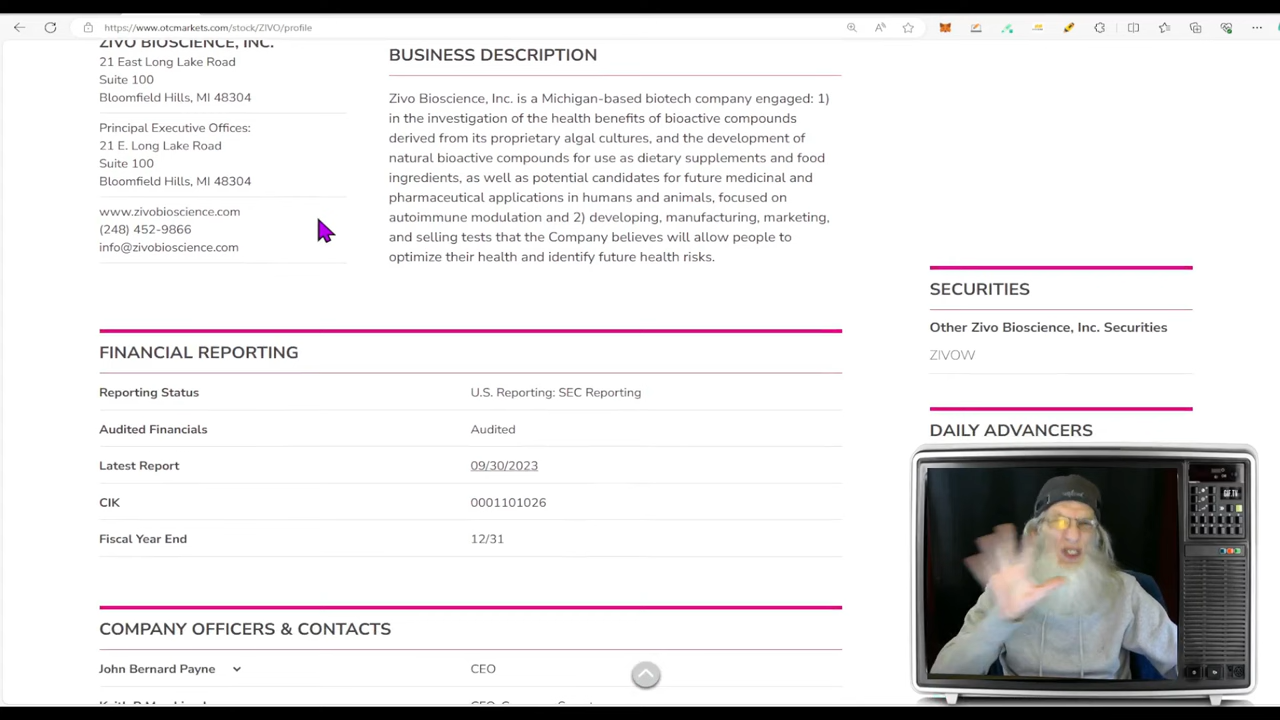 https://www.otcmarkets.com/stock/ZIVO/profile
ZIVO BIOSCIENCE, INC.
21 East Long Lake Road
Suite 100
Bloomfield Hills, MI 48304
Principal Executive Offices:
21 E. Long Lake Road
Suite 100
Bloomfield Hills, MI 48304
www.zivobioscience.com
(248) 452-9866
info@zivobioscience.com
BUSINESS DESCRIPTION
Zivo Bioscience, Inc. is a Michigan-based biotech company engaged: 1)
in the investigation of the health benefits of bioactive compounds
derived from its proprietary algal cultures, and the development of
natural bioactive compounds for use as dietary supplements and food
ingredients, as well as potential candidates for future medicinal and
pharmaceutical applications in humans and animals, focused on
autoimmune modulation and 2) developing, manufacturing, marketing,
and selling tests that the Company believes will allow people to
optimize their health and identify future health risks.
FINANCIAL REPORTING
Reporting Status U.S. Reporting: SEC Reporting
Audited Financials Audited
Latest Report 09/30/2023
CIK 0001101026
Fiscal Year End 12/31
COMPANY OFFICERS & CONTACTS
John Bernard Payne CEO
SECURITIES
Other Zivo Bioscience, Inc. Securities
ZIVOW
DAILY ADVANCERS